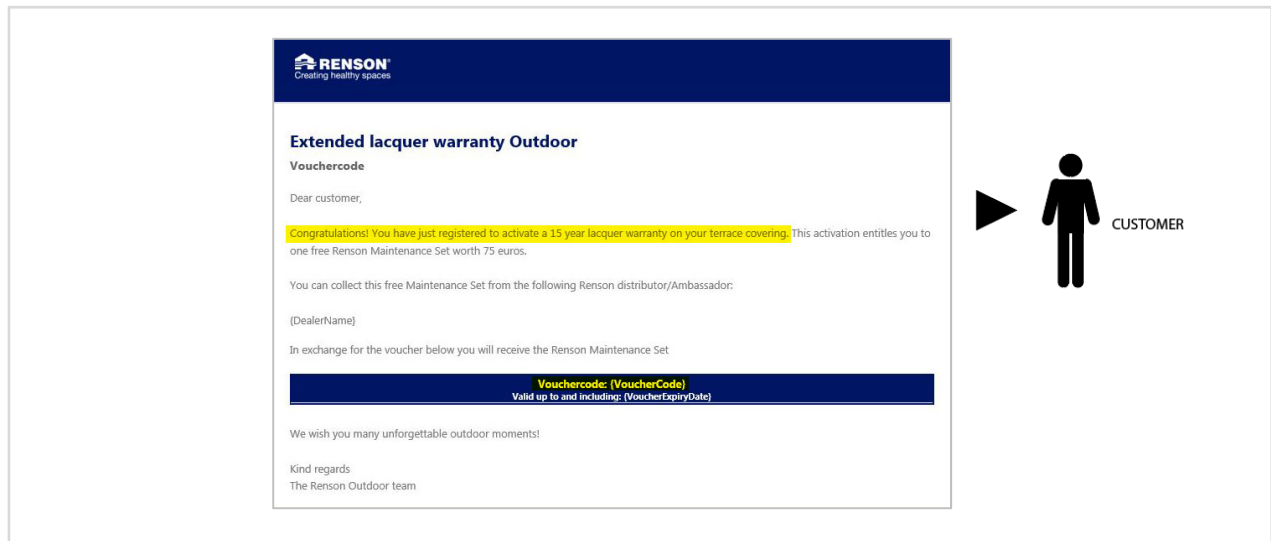 RENSON
Creating healthy spaces
Extended lacquer warranty Outdoor
Vouchercode
Dear customer,
Congratulations! You have just registered to activate a 15 year lacquer warranty on your terrace covering. This activation entitles you to
one free Renson Maintenance Set worth 75 euros.
You can collect this free Maintenance Set from the following Renson distributor/Ambassador:
{DealerName}
In exchange for the voucher below you will receive the Renson Maintenance Set
Vouchercode: {VoucherCode}
Valid up to and including: {VoucherExpiryDate}
We wish you many unforgettable outdoor moments!
Kind regards
The Renson Outdoor team
CUSTOMER